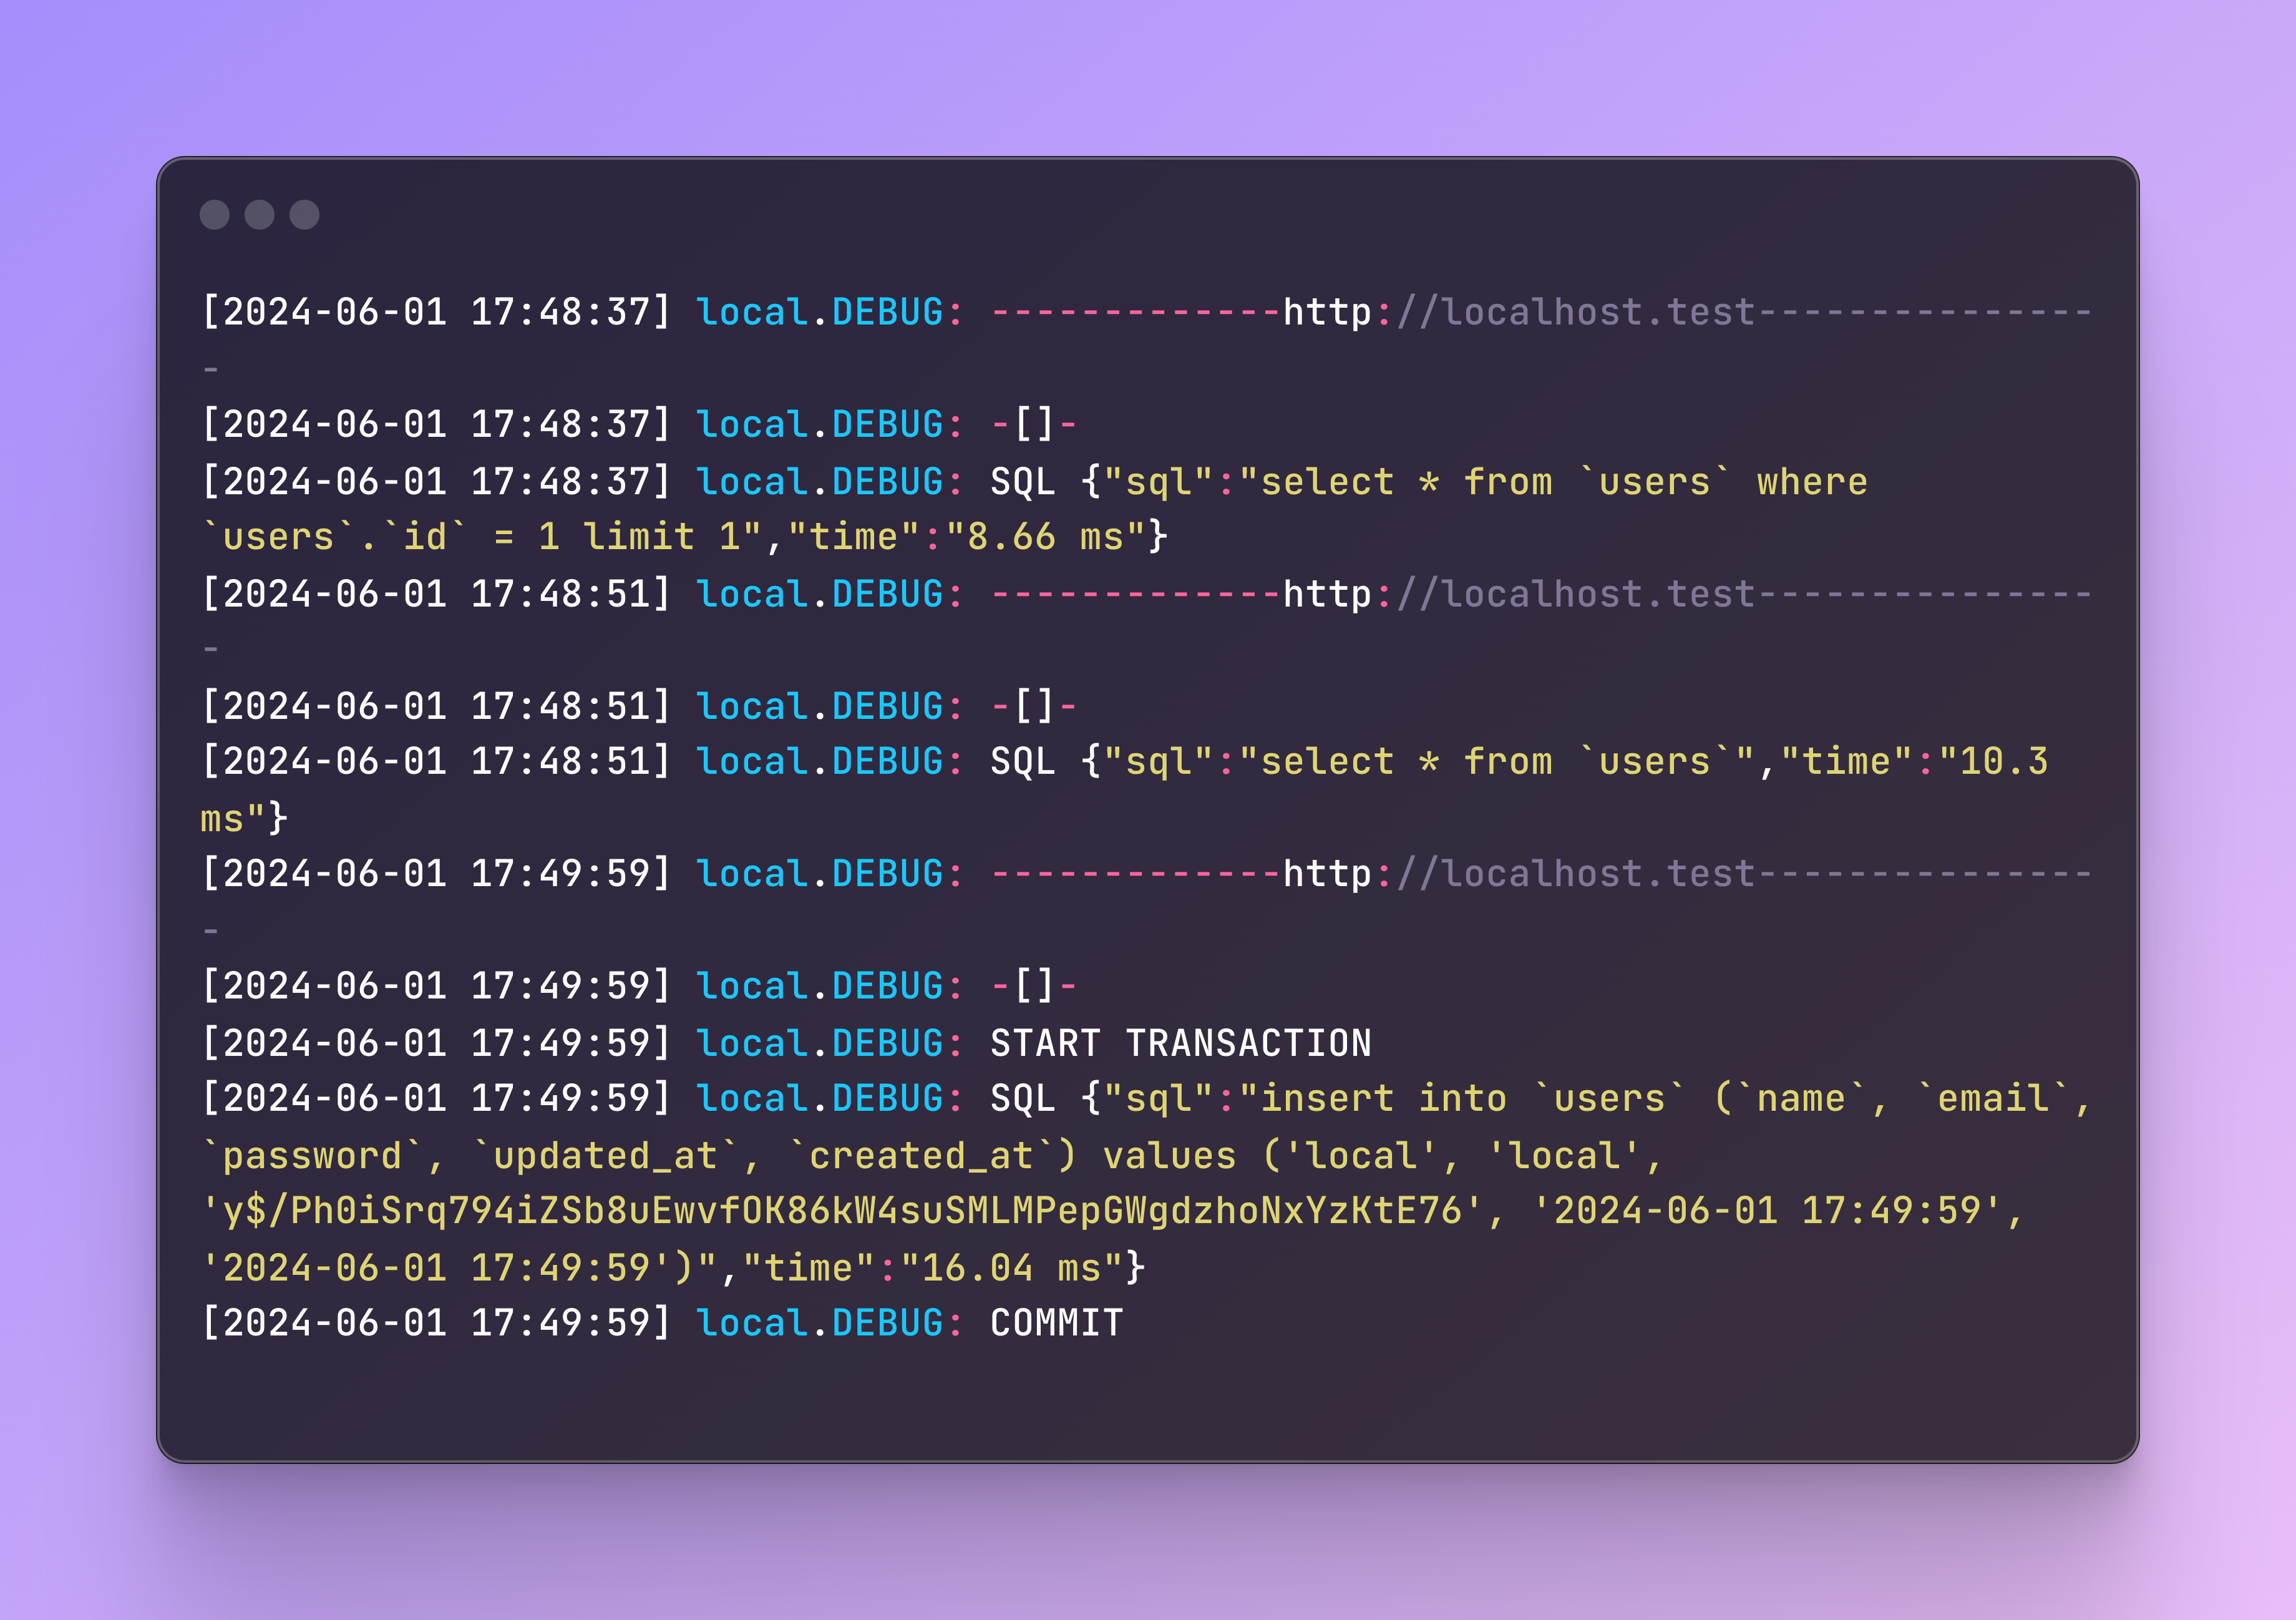 [2024-06-01 17:48:37] local.DEBUG: -------------http://localhost.test---------------
-
[2024-06-01 17:48:37] local.DEBUG: -[]-
[2024-06-01 17:48:37] local.DEBUG: SQL {"sql":"select * from `users` where
`users`.`id` = 1 limit 1","time":"8.66 ms"}
[2024-06-01 17:48:51] local.DEBUG: -------------http://localhost.test---------------
-
[2024-06-01 17:48:51] local.DEBUG: -[]-
[2024-06-01 17:48:51] local.DEBUG: SQL {"sql":"select * from `users`","time":"10.3
ms"}
[2024-06-01 17:49:59] local.DEBUG: -------------http://localhost.test---------------
-
[2024-06-01 17:49:59] local.DEBUG: -[]-
[2024-06-01 17:49:59] local.DEBUG: START TRANSACTION
[2024-06-01 17:49:59] local.DEBUG: SQL {"sql":"insert into `users` (`name`, `email`,
`password`, `updated_at`, `created_at`) values ('local', 'local',
'y$/Ph0iSrq794iZSb8uEwvfOK86kW4suSMLMPepGWgdzhoNxYzKtE76', '2024-06-01 17:49:59',
'2024-06-01 17:49:59')","time":"16.04 ms"}
[2024-06-01 17:49:59] local.DEBUG: COMMIT